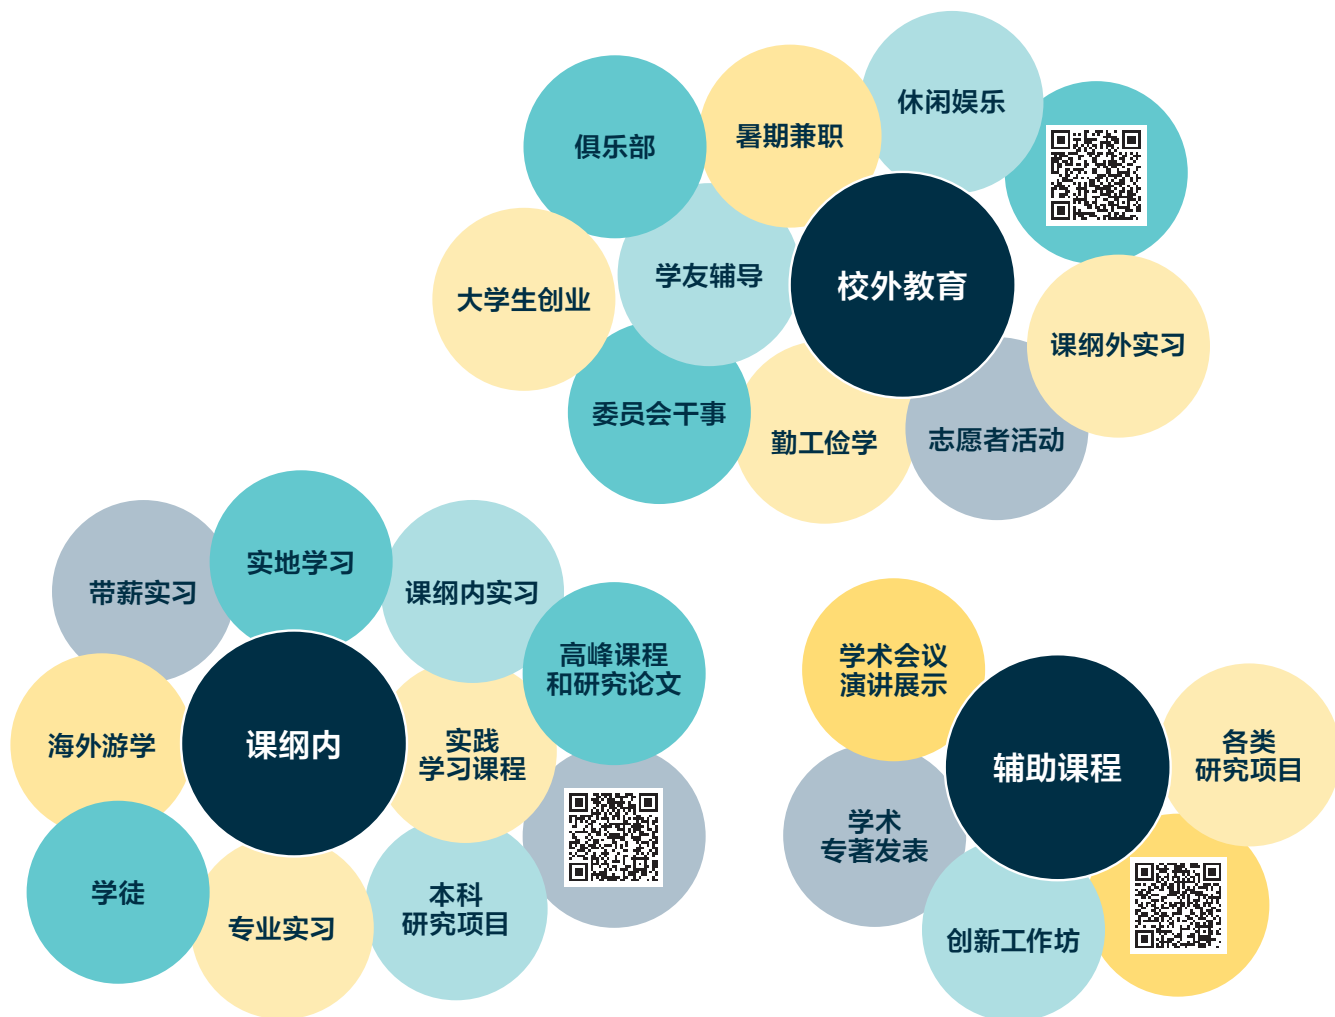 休闲娱乐
暑期兼职
俱乐部
学友辅导
校外教育
大学生创业
课纲外实习
委员会干事
勤工俭学
志愿者活动
实地学习
带薪实习
课纲内实习
高峰课程
和研究论文
海外游学
课纲内
实践
学习课程
学徒
专业实习
本科
研究项目
学术会议
演讲展示
辅助课程
各类
研究项目
学术
专著发表
创新工作坊